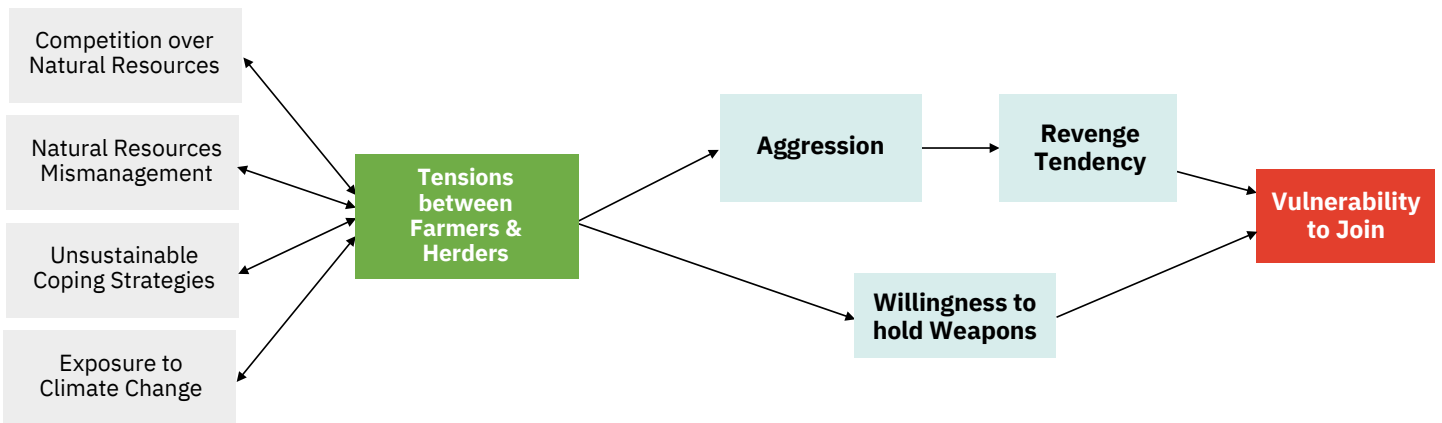 Competition over
Natural Resources
Natural Resources
Mismanagement
Unsustainable
Coping Strategies
Exposure to
Climate Change
Tensions
between
Farmers &
Herders
Aggression
Revenge
Tendency
Willingness to
hold Weapons
Vulnerability
to Join